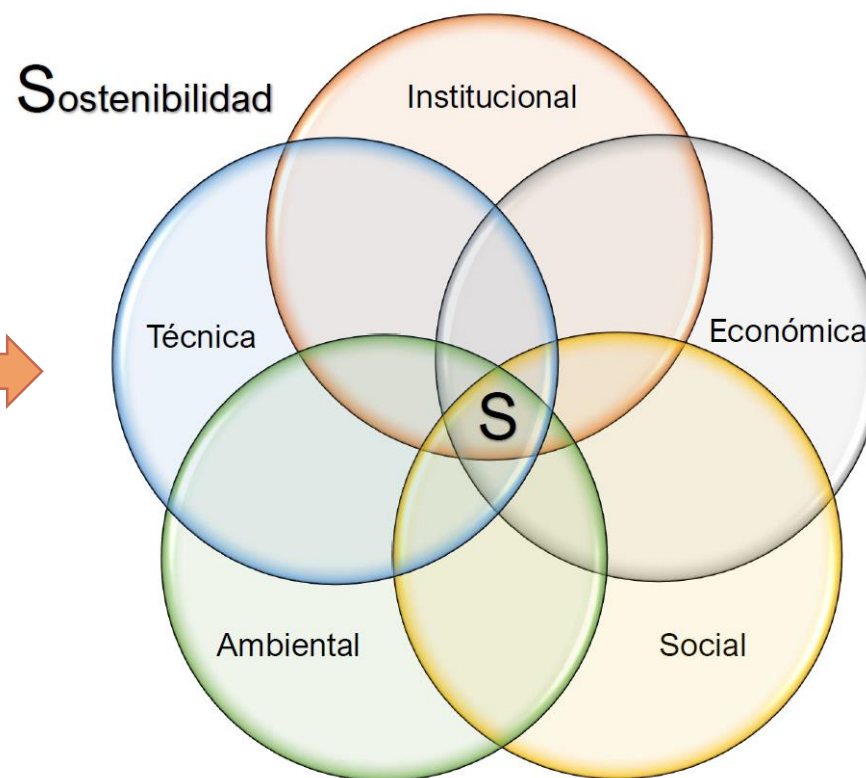 Sostenibilidad
Institucional
Técnica
Económica
S
Ambiental
Social